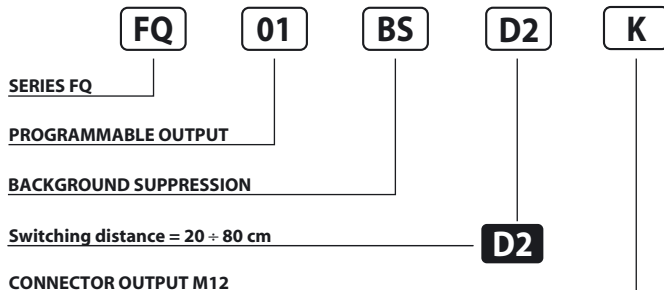 FQ 01 BS D2 K
SERIES FQ
PROGRAMMABLE OUTPUT
BACKGROUND SUPPRESSION
Switching distance = 20 ÷ 80 cm D2
CONNECTOR OUTPUT M12